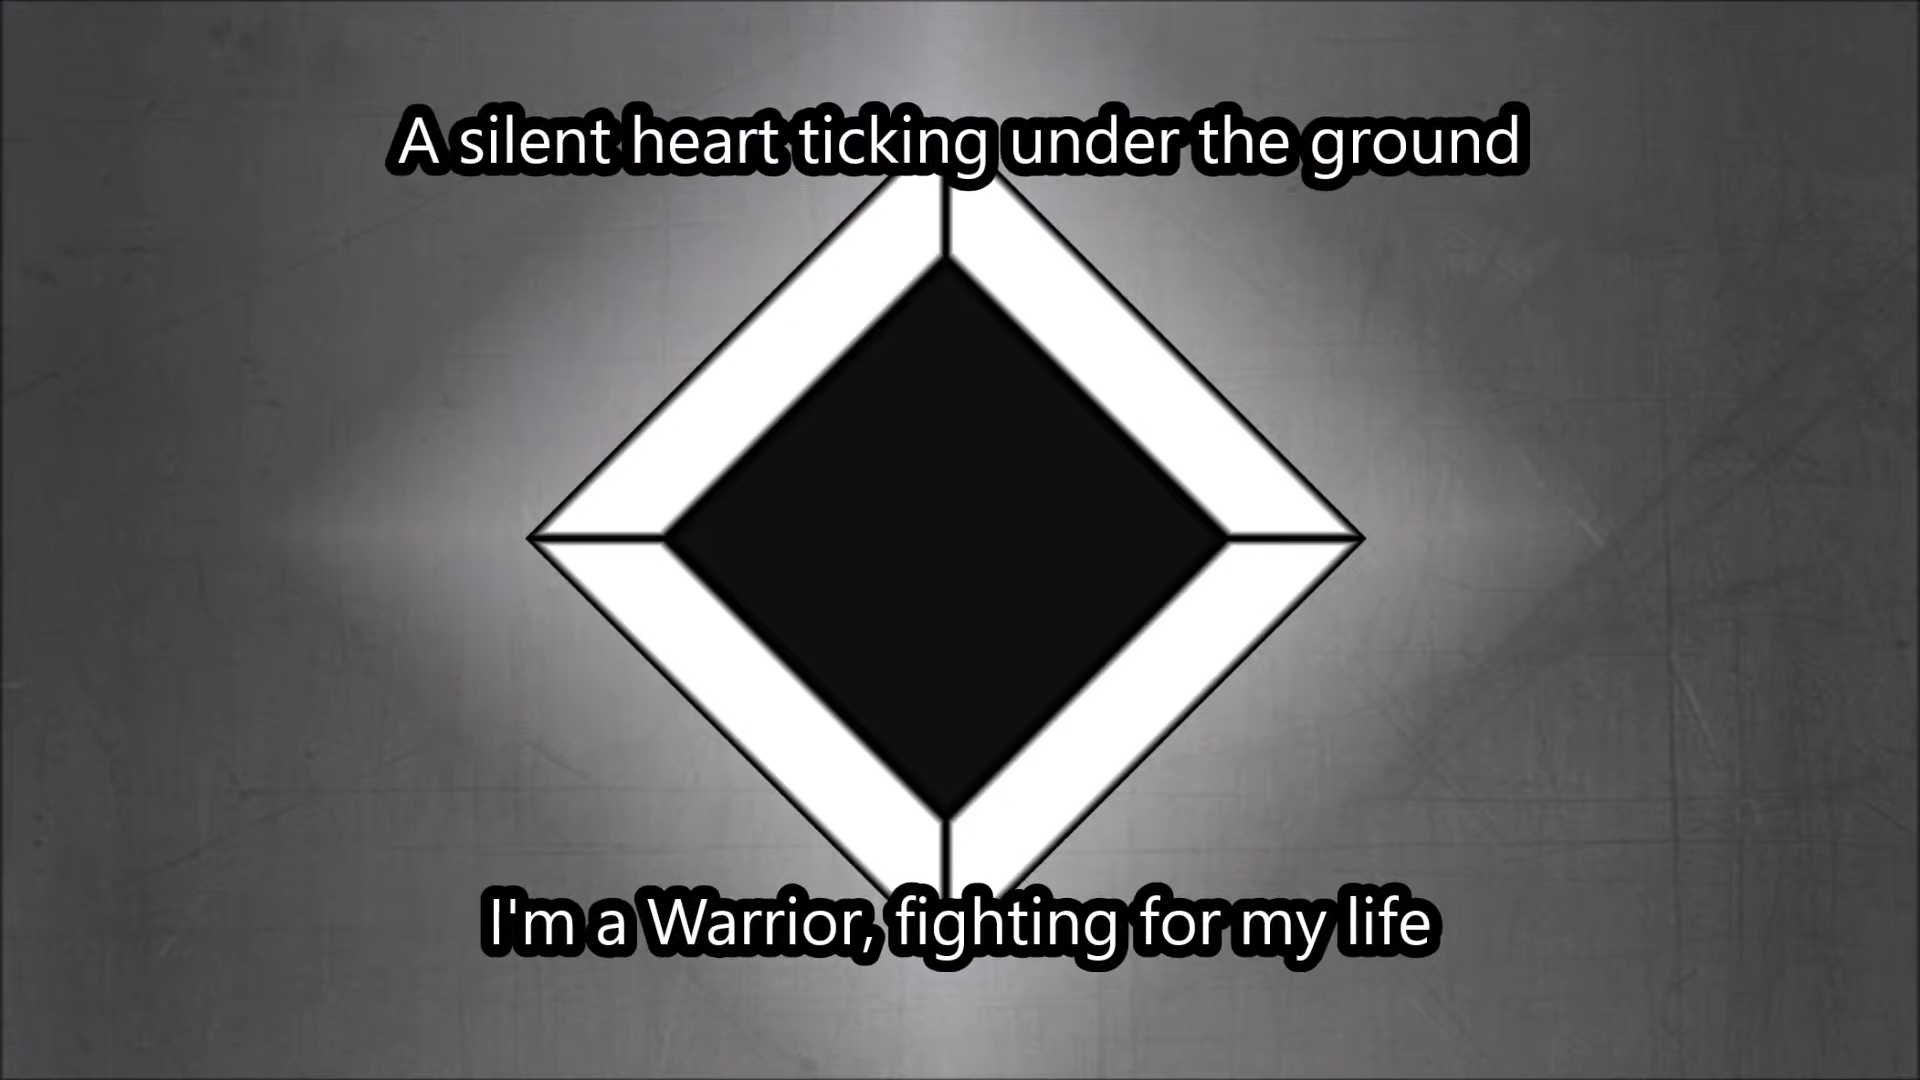 A silent heart ticking under the ground
I'm a Warrior, fighting for my life